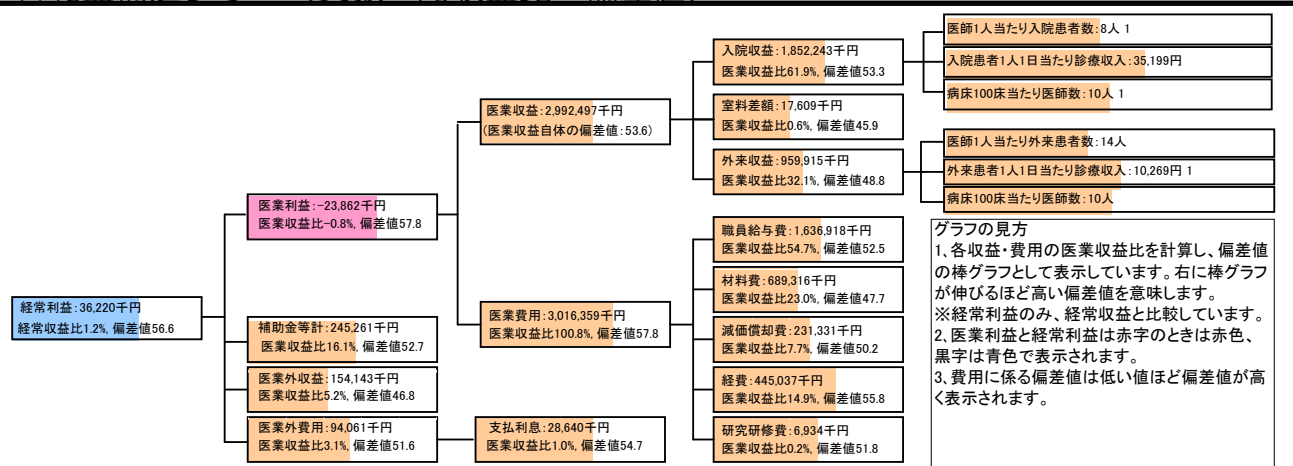 医師1人当たり入院患者数:8人 1
入院収益:1,852,243千円
医業収益比61.9%, 偏差値53.3
入院患者1人1日当たり診療収入:35,199円
病床100床当たり医師数:10人 1
医業収益:2,992,497千円
(医業収益自体の偏差値:53.6)
室料差額:17,609千円
医業収益比0.6%, 偏差値45.9
医師1人当たり外来患者数:14人
外来収益:959,915千円
医業収益比32.1%, 偏差値48.8
外来患者1人1日当たり診療収入:10,269円 1
病床100床当たり医師数:10人
医業利益:-23,862千円
医業収益比-0.8%, 偏差値57.8
職員給与費:1,636,918千円
医業収益比54.7%, 偏差値52.5
材料費:689,316千円
医業収益比23.0%, 偏差値47.7
経常利益:36,220千円
経常収益比1.2%, 偏差値56.6
医業費用:3,016,359千円
医業収益比100.8%, 偏差値57.8
補助金等計:245,261千円
医業収益比16.1%, 偏差値52.7
減価償却費:231,331千円
医業収益比7.7%, 偏差値50.2
医業外収益:154,143千円
医業収益比5.2%, 偏差値46.8
経費:445,037千円
医業収益比14.9%, 偏差値55.8
医業外費用:94,061千円
医業収益比3.1%, 偏差値51.6
支払利息:28,640千円
医業収益比1.0%, 偏差値54.7
研究研修費:6,934千円
医業収益比0.2%, 偏差値51.8
グラフの見方
1、各収益・費用の医業収益比を計算し、偏差値
の棒グラフとして表示しています。右に棒グラフ
が伸びるほど高い偏差値を意味します。
※経常利益のみ、経常収益と比較しています。
2、医業利益と経常利益は赤字のときは赤色、
黒字は青色で表示されます。
3、費用に係る偏差値は低い値ほど偏差値が高
く表示されます。